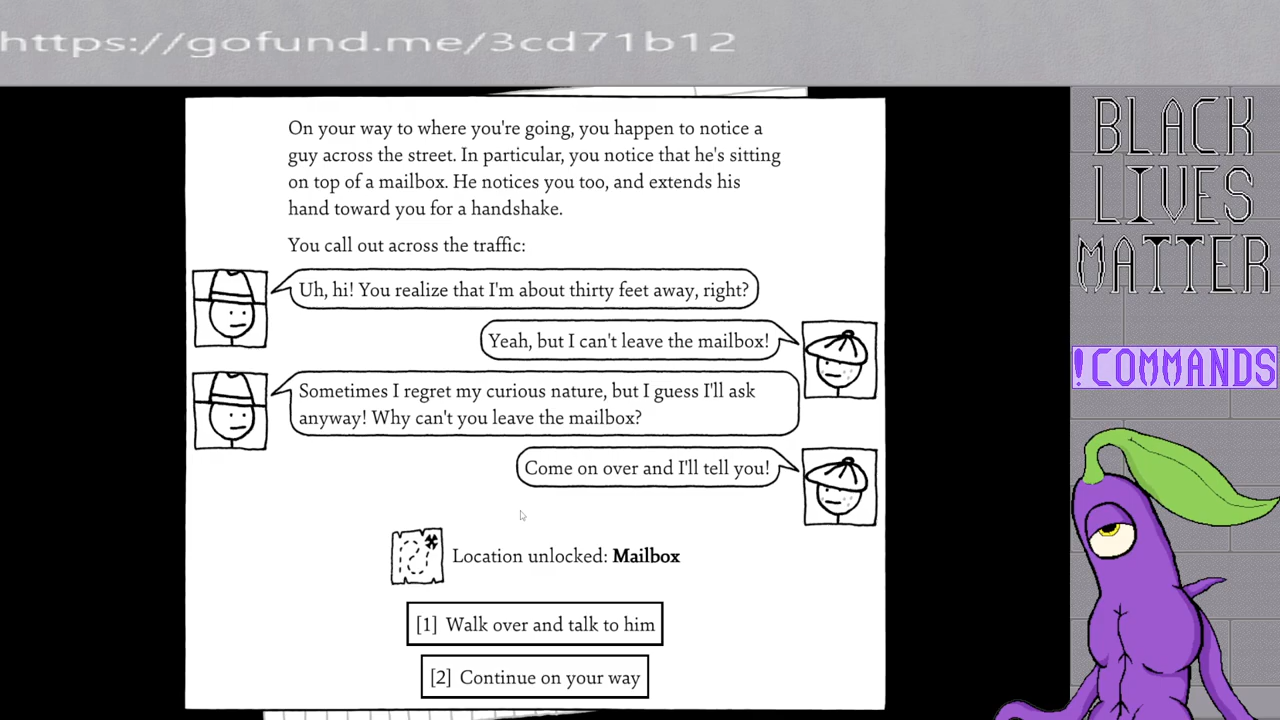 https://gofund.me/3cd71b12
On your way to where you're going, you happen to notice a
guy across the street. In particular, you notice that he's sitting
on top of a mailbox. He notices you too, and extends his
hand toward you for a handshake.
You call out across the traffic:
Uh, hi! You realize that I'm about thirty feet away, right?
Yeah, but I can't leave the mailbox!
Sometimes I regret my curious nature, but I guess I'll ask
anyway! Why can't you leave the mailbox?
Come on over and I'll tell you!
Location unlocked: Mailbox
[1] Walk over and talk to him
[2] Continue on your way
BLACK
LIVES
MATTER
!COMMANDS